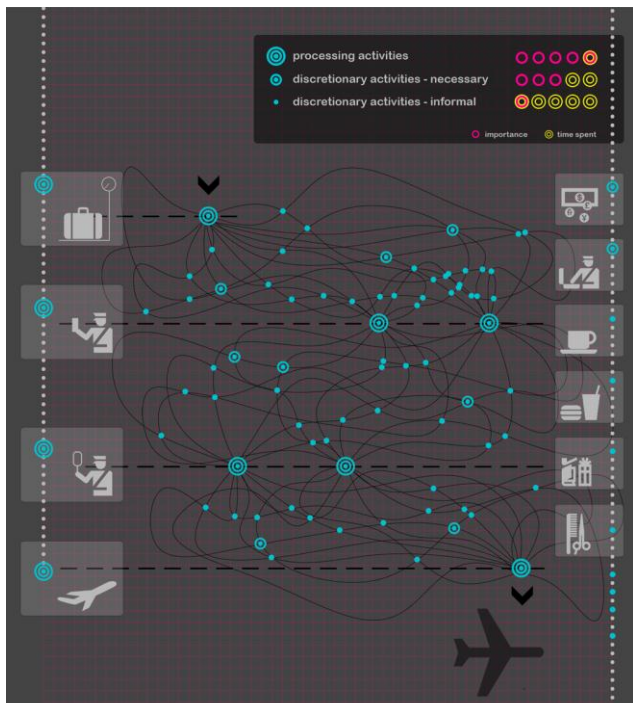 processing activities
discretionary activities - necessary
discretionary activities - informal
importance
time spent
$
€
¥